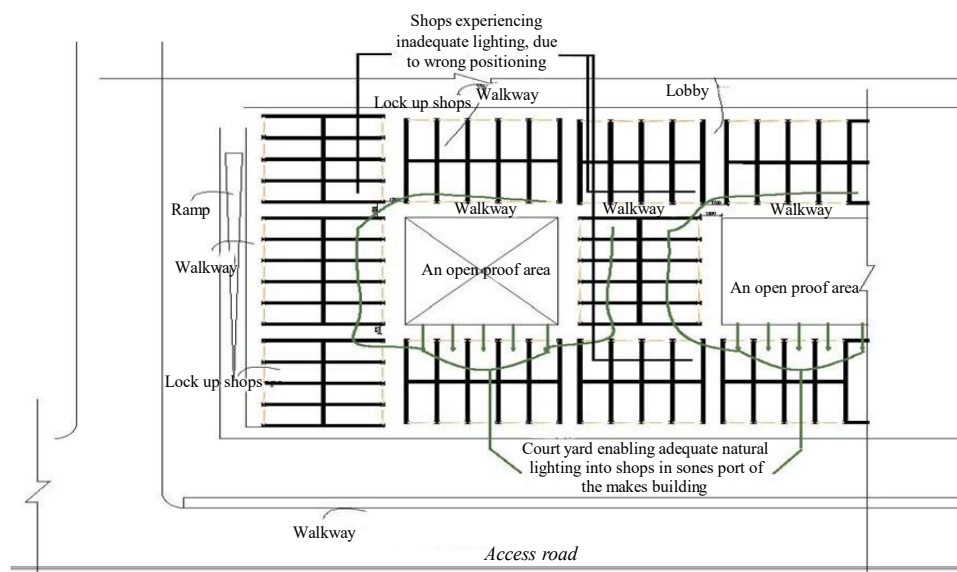 Shops experiencing
inadequate lighting, due
to wrong positioning
Walkway
Lock up shops
Lobby
Ramp
Walkway
Walkway
Walkway
Walkway
An open proof area
An open proof area
Lock up shops
Court yard enabling adequate natural
lighting into shops in sones port of
the makes building
Walkway
Access road